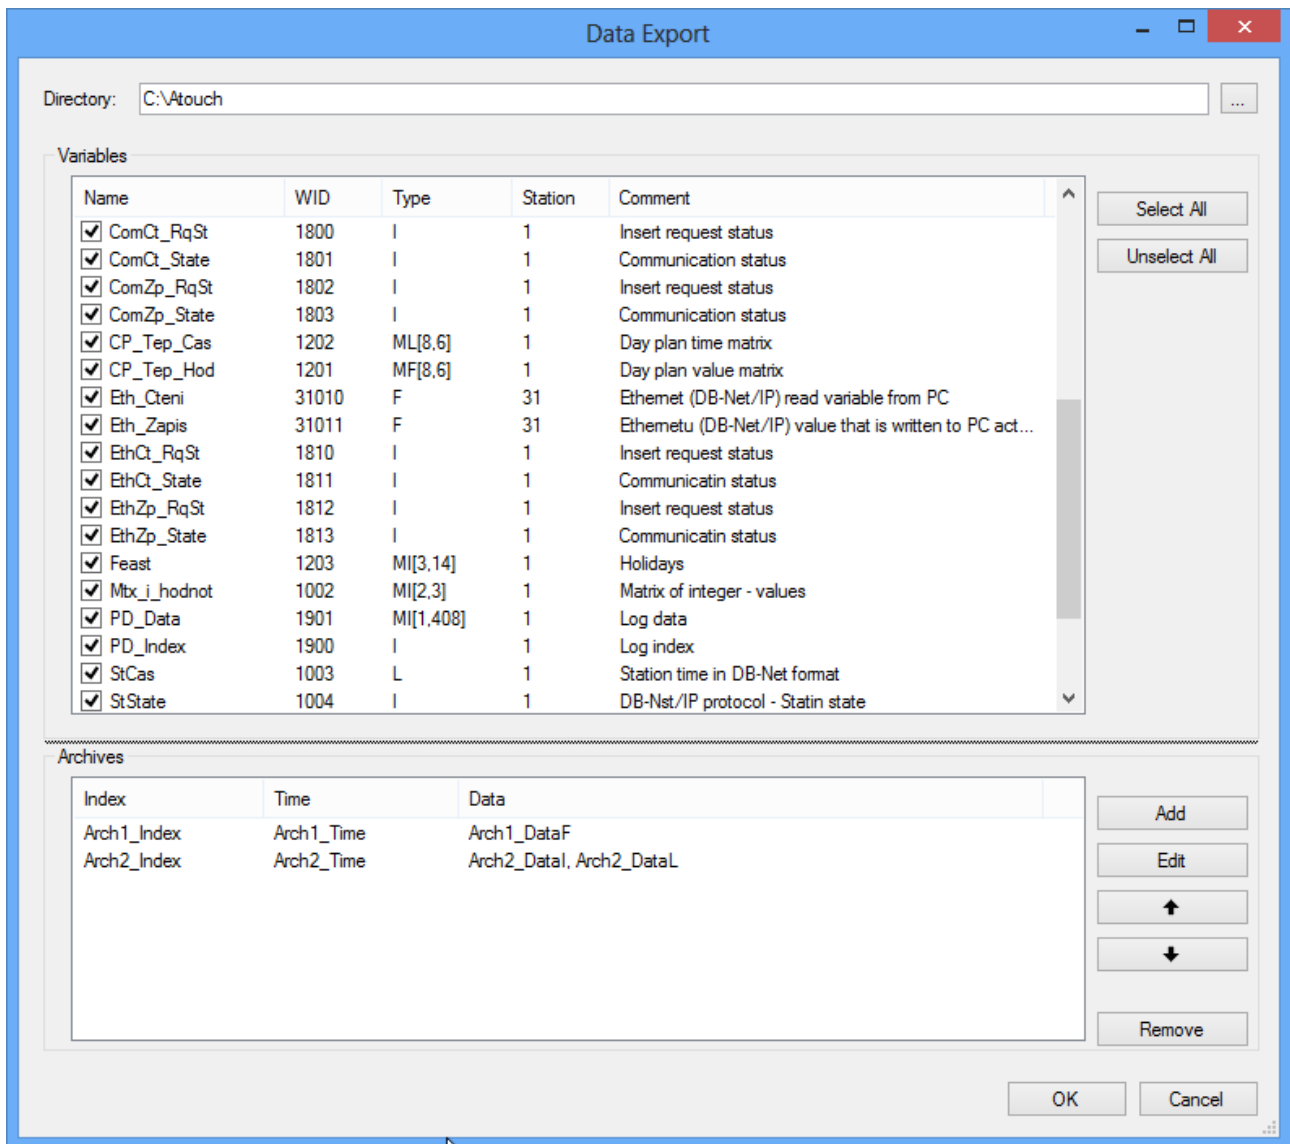 Data Export
Directory: C:\Atouch ...
Variables
Name WID Type Station Comment
ComCt_RqSt 1800 I 1 Insert request status
ComCt_State 1801 I 1 Communication status
ComZp_RqSt 1802 I 1 Insert request status
ComZp_State 1803 I 1 Communication status
CP_Tep_Cas 1202 ML[8,6] 1 Day plan time matrix
CP_Tep_Hod 1201 MF[8,6] 1 Day plan value matrix
Eth_Cteni 31010 F 31 Ethernet (DB-Net/IP) read variable from PC
Eth_Zapis 31011 F 31 Ethernetu (DB-Net/IP) value that is written to PC act...
EthCt_RqSt 1810 I 1 Insert request status
EthCt_State 1811 I 1 Communicatin status
EthZp_RqSt 1812 I 1 Insert request status
EthZp_State 1813 I 1 Communicatin status
Feast 1203 MI[3,14] 1 Holidays
Mtx_i_hodnot 1002 MI[2,3] 1 Matrix of integer - values
PD_Data 1901 MI[1,408] 1 Log data
PD_Index 1900 I 1 Log index
StCas 1003 L 1 Station time in DB-Net format
StState 1004 I 1 DB-Nst/IP protocol - Statin state
Select All
Unselect All
Archives
Index Time Data
Arch1_Index Arch1_Time Arch1_DataF
Arch2_Index Arch2_Time Arch2_DataI, Arch2_DataL
Add
Edit
Remove
OK Cancel